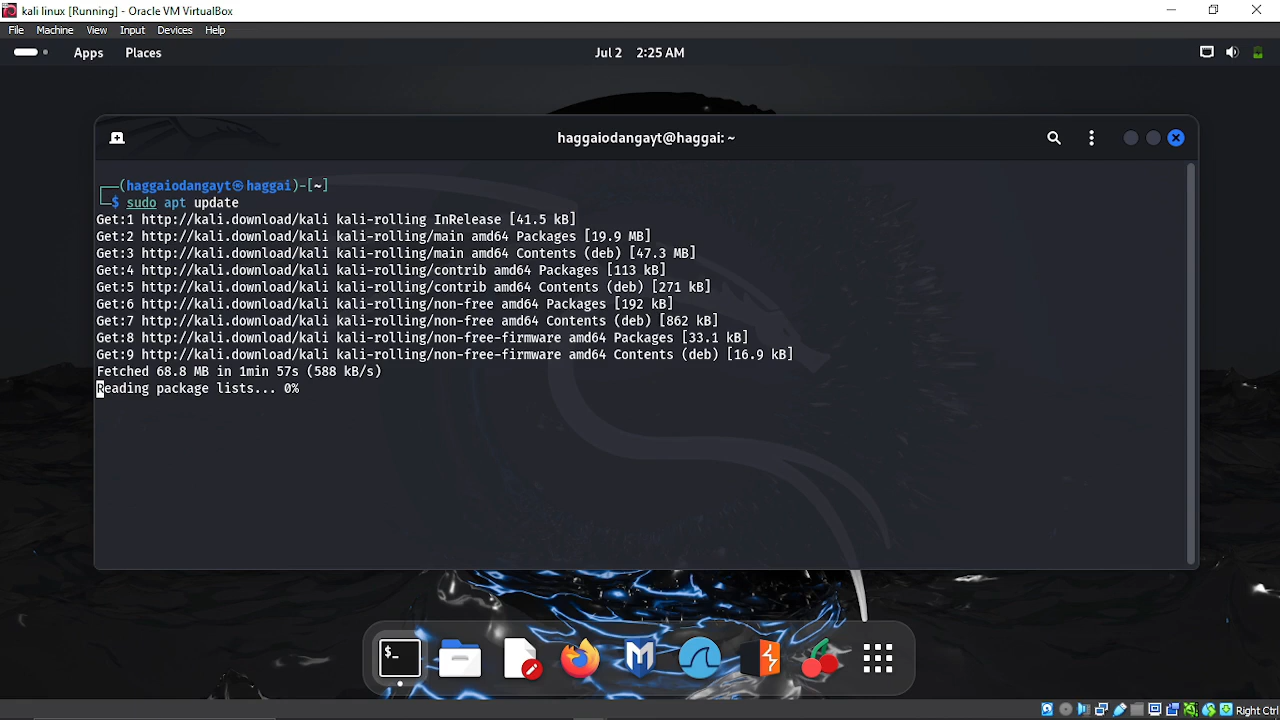 kali linux [Running] - Oracle VM VirtualBox
File Machine View Input Devices Help
Apps Places Jul 2 2:25 AM
haggaiodangayt@haggai: ~
┌──(haggaiodangayt㉿haggai)-[~]
└─$ sudo apt update
Get:1 http://kali.download/kali kali-rolling InRelease [41.5 kB]
Get:2 http://kali.download/kali kali-rolling/main amd64 Packages [19.9 MB]
Get:3 http://kali.download/kali kali-rolling/main amd64 Contents (deb) [47.3 MB]
Get:4 http://kali.download/kali kali-rolling/contrib amd64 Packages [113 kB]
Get:5 http://kali.download/kali kali-rolling/contrib amd64 Contents (deb) [271 kB]
Get:6 http://kali.download/kali kali-rolling/non-free amd64 Packages [192 kB]
Get:7 http://kali.download/kali kali-rolling/non-free amd64 Contents (deb) [862 kB]
Get:8 http://kali.download/kali kali-rolling/non-free-firmware amd64 Packages [33.1 kB]
Get:9 http://kali.download/kali kali-rolling/non-free-firmware amd64 Contents (deb) [16.9 kB]
Fetched 68.8 MB in 1min 57s (588 kB/s)
Reading package lists... 0%
$_
M
Right Ctrl